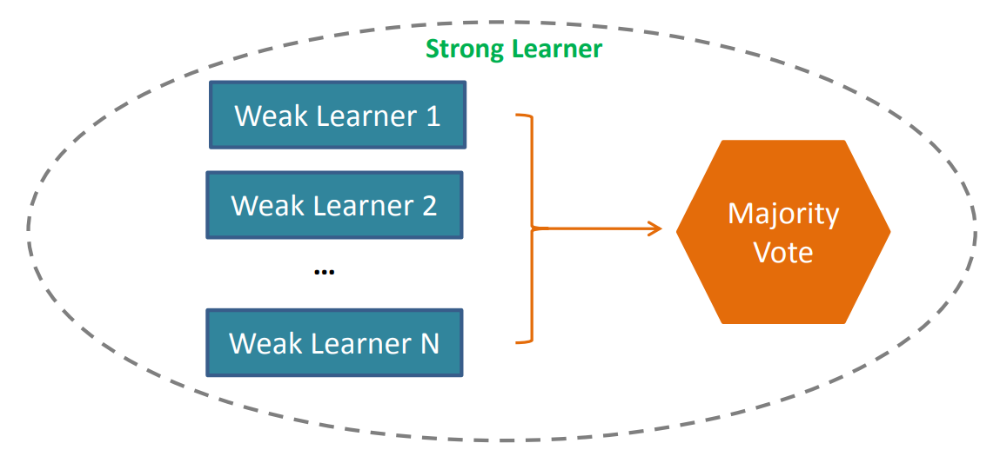 Strong Learner
Weak Learner 1
Weak Learner 2
...
Weak Learner N
Majority
Vote